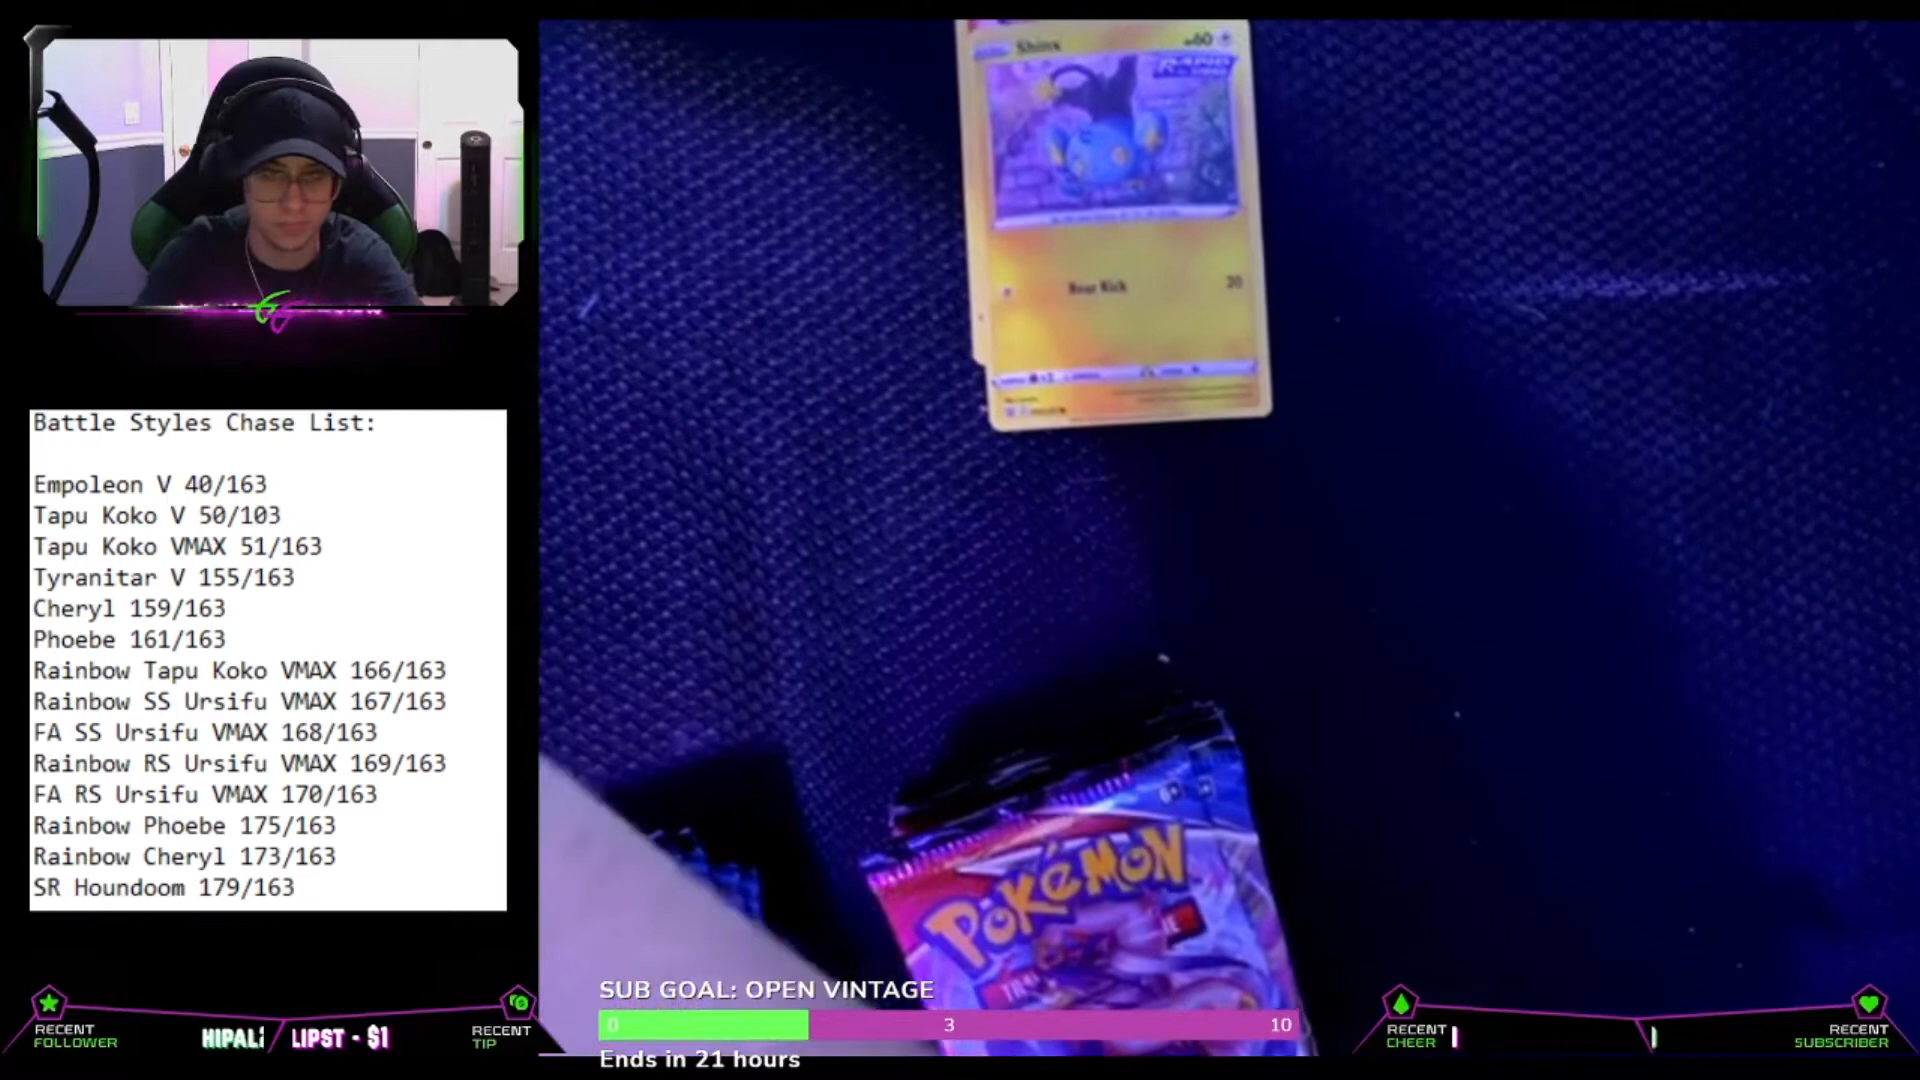 Shinx
60
RAPID
Rear Kick
20
Battle Styles Chase List:
Empoleon V 40/163
Tapu Koko V 50/103
Tapu Koko VMAX 51/163
Tyranitar V 155/163
Cheryl 159/163
Phoebe 161/163
Rainbow Tapu Koko VMAX 166/163
Rainbow SS Ursifu VMAX 167/163
FA SS Ursifu VMAX 168/163
Rainbow RS Ursifu VMAX 169/163
FA RS Ursifu VMAX 170/163
Rainbow Phoebe 175/163
Rainbow Cheryl 173/163
SR Houndoom 179/163
POKéMON
SUB GOAL: OPEN VINTAGE
0 3 10
Ends in 21 hours
RECENT
FOLLOWER
LIPST - $1
RECENT
TIP
RECENT
CHEER
RECENT
SUBSCRIBER